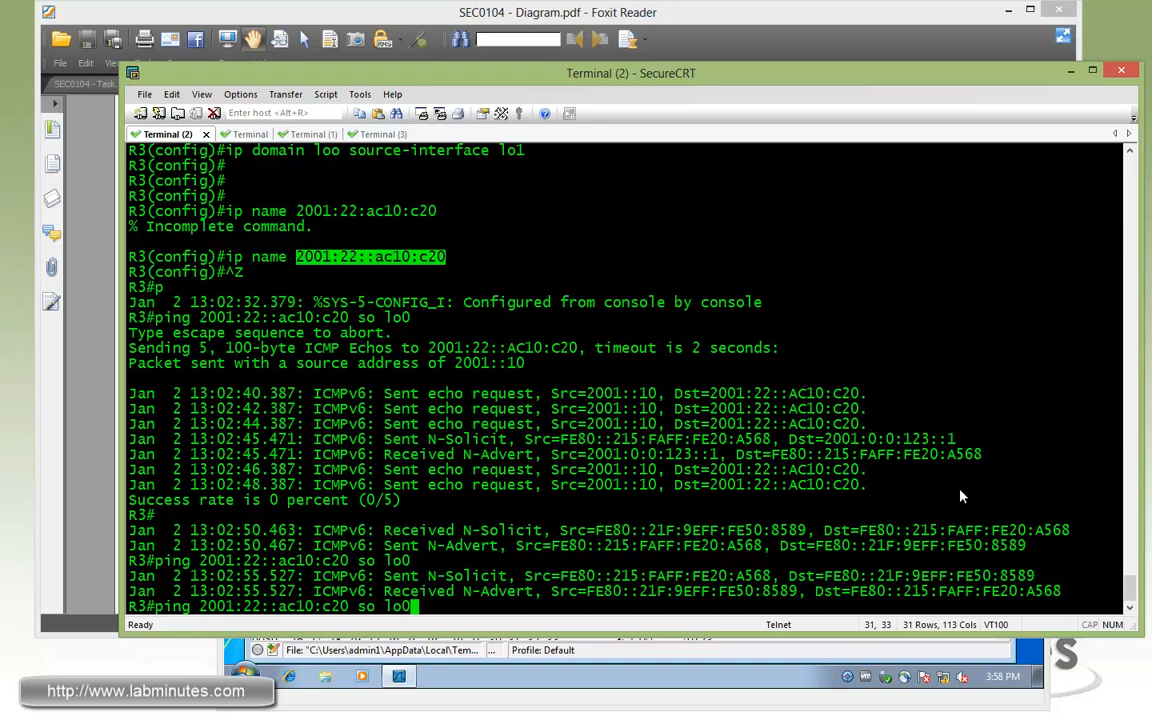 SEC0104 - Diagram.pdf - Foxit Reader
File
Edit
SEC0104 - Task.
Terminal (2) - SecureCRT
File Edit View Options Transfer Script Tools Help
Enter host <Alt+R>
Terminal (2) Terminal Terminal (1) Terminal (3)
R3(config)#ip domain loo source-interface lo1
R3(config)#
R3(config)#
R3(config)#
R3(config)#ip name 2001:22:ac10:c20
% Incomplete command.
R3(config)#ip name 2001:22::ac10:c20
R3(config)#^Z
R3#p
Jan  2 13:02:32.379: %SYS-5-CONFIG_I: Configured from console by console
R3#ping 2001:22::ac10:c20 so lo0
Type escape sequence to abort.
Sending 5, 100-byte ICMP Echos to 2001:22::AC10:C20, timeout is 2 seconds:
Packet sent with a source address of 2001::10
Jan  2 13:02:40.387: ICMPv6: Sent echo request, Src=2001::10, Dst=2001:22::AC10:C20.
Jan  2 13:02:42.387: ICMPv6: Sent echo request, Src=2001::10, Dst=2001:22::AC10:C20.
Jan  2 13:02:44.387: ICMPv6: Sent echo request, Src=2001::10, Dst=2001:22::AC10:C20.
Jan  2 13:02:45.471: ICMPv6: Sent N-Solicit, Src=FE80::215:FAFF:FE20:A568, Dst=2001:0:0:123::1
Jan  2 13:02:45.471: ICMPv6: Received N-Advert, Src=2001:0:0:123::1, Dst=FE80::215:FAFF:FE20:A568
Jan  2 13:02:46.387: ICMPv6: Sent echo request, Src=2001::10, Dst=2001:22::AC10:C20.
Jan  2 13:02:48.387: ICMPv6: Sent echo request, Src=2001::10, Dst=2001:22::AC10:C20.
Success rate is 0 percent (0/5)
R3#
Jan  2 13:02:50.463: ICMPv6: Received N-Solicit, Src=FE80::21F:9EFF:FE50:8589, Dst=FE80::215:FAFF:FE20:A568
Jan  2 13:02:50.467: ICMPv6: Sent N-Advert, Src=FE80::215:FAFF:FE20:A568, Dst=FE80::21F:9EFF:FE50:8589
R3#ping 2001:22::ac10:c20 so lo0
Jan  2 13:02:55.527: ICMPv6: Sent N-Solicit, Src=FE80::215:FAFF:FE20:A568, Dst=FE80::21F:9EFF:FE50:8589
Jan  2 13:02:55.591: ICMPv6: Received N-Advert, Src=FE80::21F:9EFF:FE50:8589, Dst=FE80::215:FAFF:FE20:A568
R3#ping 2001:22::ac10:c20 so lo0
Ready Telnet 31, 33 31 Rows, 113 Cols VT100 CAP NUM
File: "C:\Users\admin1\AppData\Local\Tem... ... Profile: Default
3:58 PM
http://www.labminutes.com